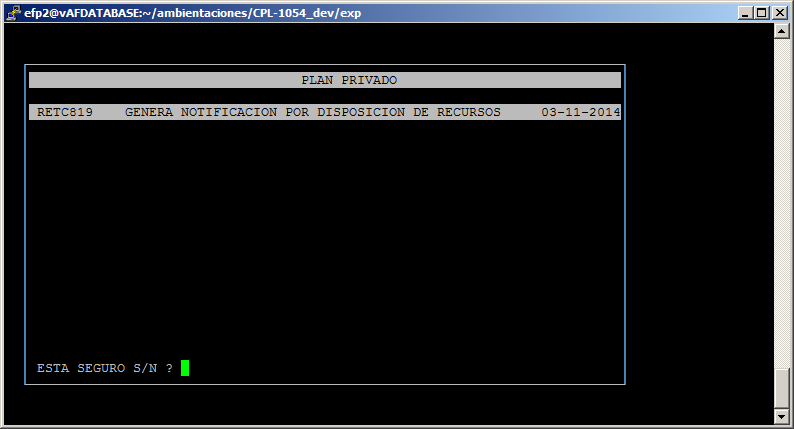 efp2@vAFDATABASE:~/ambientaciones/CPL-1054_dev/exp
PLAN PRIVADO
RETC819 GENERA NOTIFICACION POR DISPOSICION DE RECURSOS 03-11-2014
ESTA SEGURO S/N ?